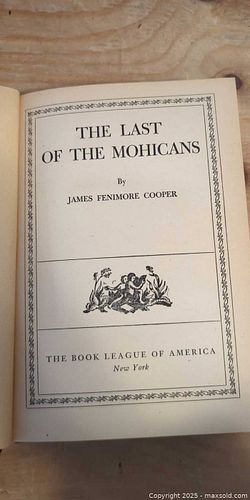 THE LAST
OF THE MOHICANS
By
JAMES FENIMORE COOPER
THE BOOK LEAGUE OF AMERICA
New York
Copyright © 2025 - maxsold.com